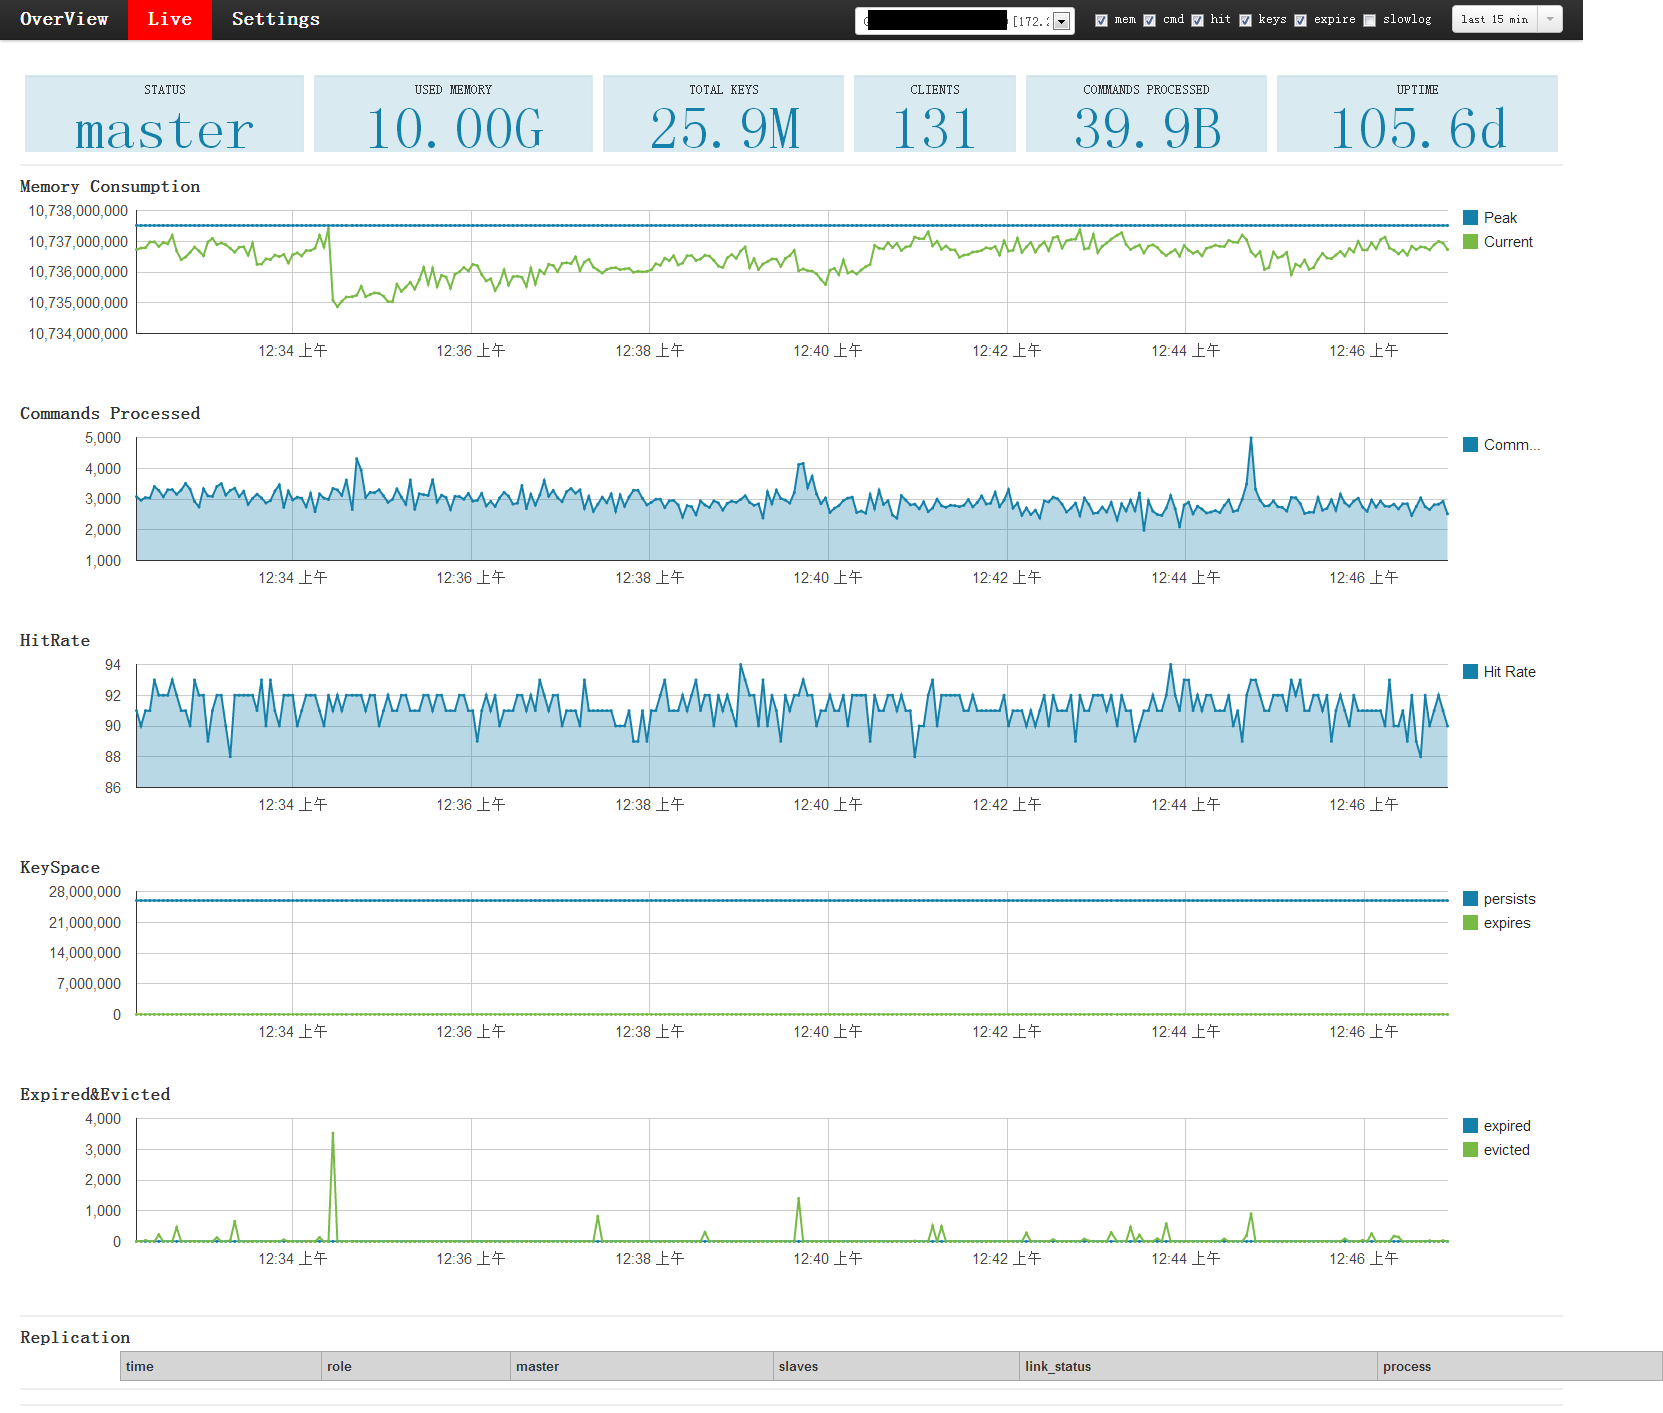 OverView Live Settings [172. mem cmd hit keys expire slowlog last 15 min
STATUS USED MEMORY TOTAL KEYS CLIENTS COMMANDS PROCESSED UPTIME
master 10.00G 25.9M 131 39.9B 105.6d
Memory Consumption
10,738,000,000
10,737,000,000
10,736,000,000
10,735,000,000
10,734,000,000
Peak
Current
12:34 上午 12:36 上午 12:38 上午 12:40 上午 12:42 上午 12:44 上午 12:46 上午
Commands Processed
5,000
4,000
3,000
2,000
1,000
Comm...
12:34 上午 12:36 上午 12:38 上午 12:40 上午 12:42 上午 12:44 上午 12:46 上午
HitRate
94
92
90
88
86
Hit Rate
12:34 上午 12:36 上午 12:38 上午 12:40 上午 12:42 上午 12:44 上午 12:46 上午
KeySpace
28,000,000
21,000,000
14,000,000
7,000,000
0
persists
expires
12:34 上午 12:36 上午 12:38 上午 12:40 上午 12:42 上午 12:44 上午 12:46 上午
Expired&Evicted
4,000
3,000
2,000
1,000
0
expired
evicted
12:34 上午 12:36 上午 12:38 上午 12:40 上午 12:42 上午 12:44 上午 12:46 上午
Replication
time role master slaves link_status process